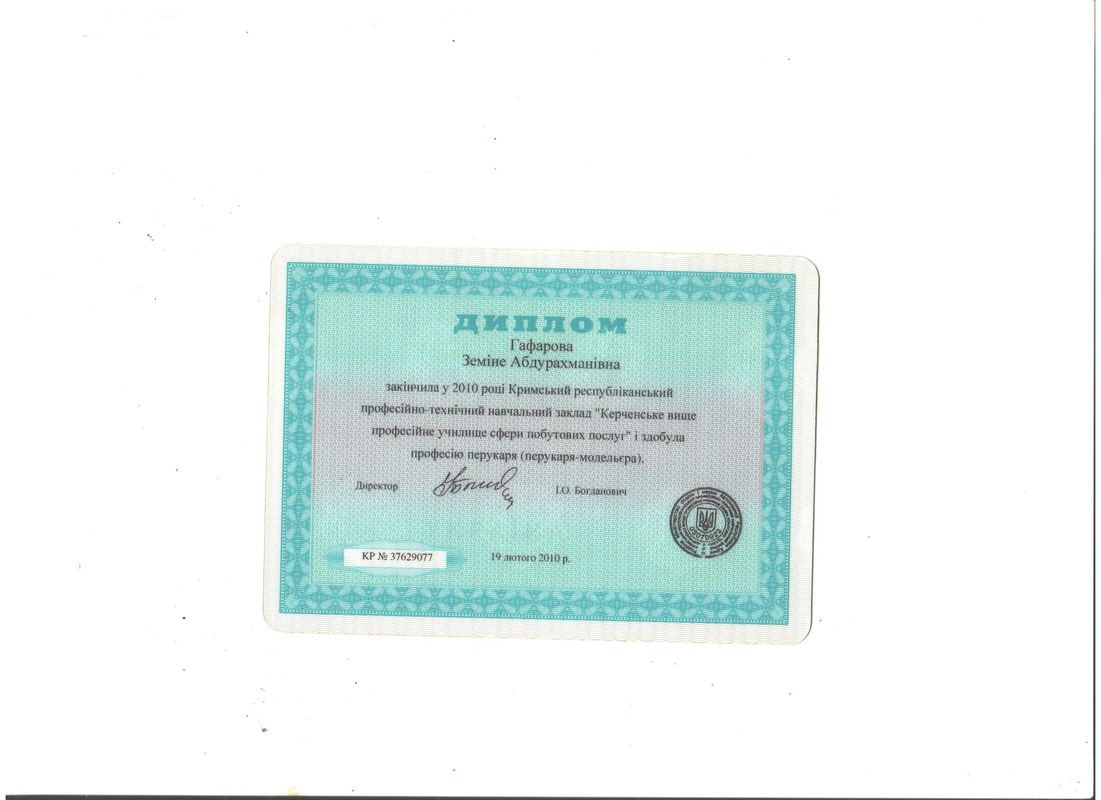 диплом
Гафарова
Земіне Абдурахманівна
закінчила у 2010 році Кримський республіканський
професійно-технічний навчальний заклад "Керченське вище
професійне училище сфери побутових послуг" і здобула
професію перукаря (перукаря-модельєра).
Директор І.О. Богданович
КР № 37629077 19 лютого 2010 р.